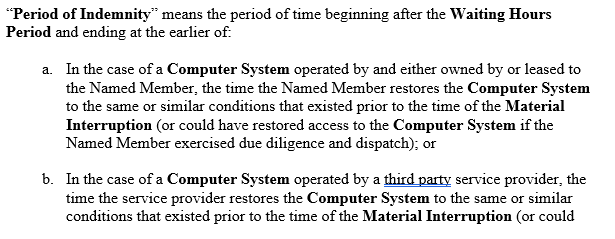 “Period of Indemnity” means the period of time beginning after the Waiting Hours
Period and ending at the earlier of:
a. In the case of a Computer System operated by and either owned by or leased to
the Named Member, the time the Named Member restores the Computer System
to the same or similar conditions that existed prior to the time of the Material
Interruption (or could have restored access to the Computer System if the
Named Member exercised due diligence and dispatch); or
b. In the case of a Computer System operated by a third party service provider, the
time the service provider restores the Computer System to the same or similar
conditions that existed prior to the time of the Material Interruption (or could